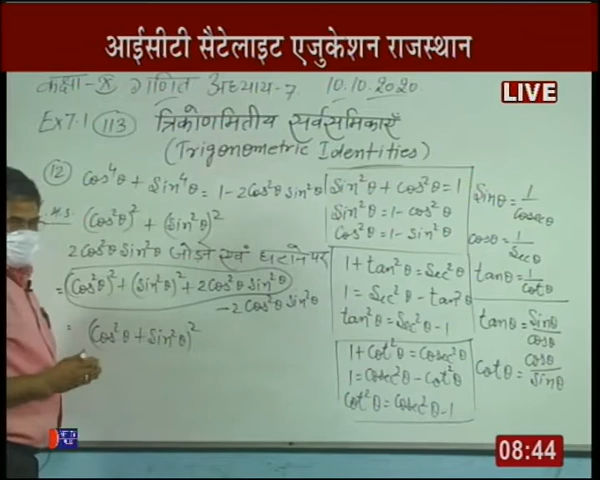 आईसीटी सैटेलाइट एजुकेशन राजस्थान
LIVE
कक्षा-X गणित अध्याय-7 10.10.2020
Ex 7.1 (113) त्रिकोणमितीय सर्वसमिकाएँ
(Trigonometric Identities)
(12) cos⁴θ + sin⁴θ = 1 - 2cos²θ sin²θ
H.S. (cos²θ)² + (sin²θ)²
2cos²θ sin²θ जोड़ने एवं घटाने पर
= (cos²θ)² + (sin²θ)² + 2cos²θ sin²θ
- 2cos²θ sin²θ
= (cos²θ + sin²θ)²
sin²θ + cos²θ = 1
sin²θ = 1 - cos²θ
cos²θ = 1 - sin²θ
1 + tan²θ = sec²θ
1 = sec²θ - tan²θ
tan²θ = sec²θ - 1
1 + cot²θ = cosec²θ
1 = cosec²θ - cot²θ
cot²θ = cosec²θ - 1
sinθ = 1/cosecθ
cosθ = 1/secθ
tanθ = 1/cotθ
tanθ = sinθ/cosθ
cotθ = cosθ/sinθ
08:44